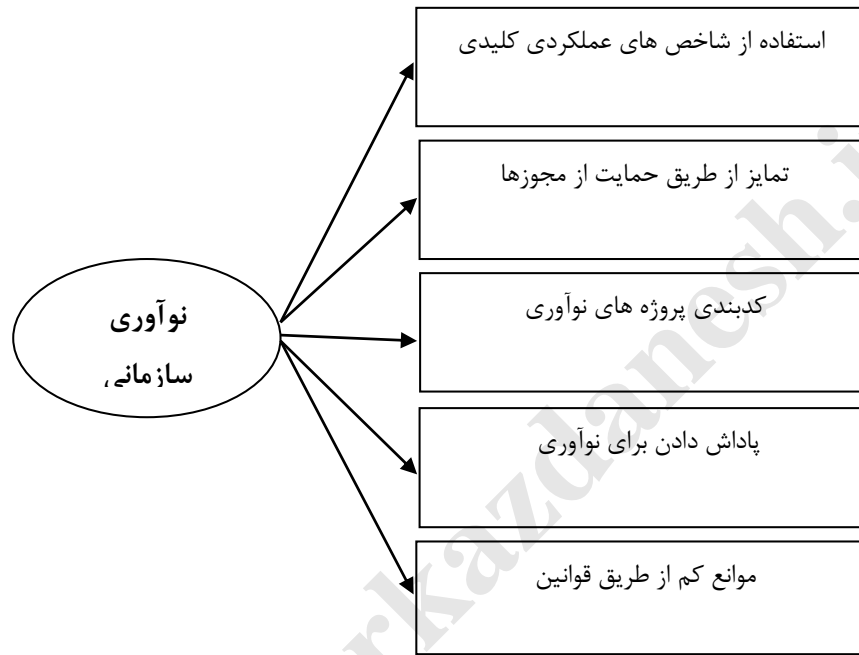 استفاده از شاخص های عملکردی کلیدی
تمایز از طریق حمایت از مجوزها
نوآوری
سازمانی
کدبندی پروژه های نوآوری
پاداش دادن برای نوآوری
موانع کم از طریق قوانین
rkazdanesh.i